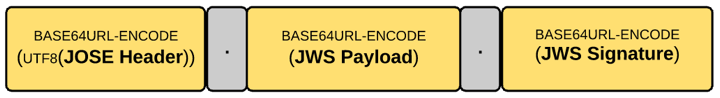 BASE64URL-ENCODE
(UTF8(JOSE Header))
.
BASE64URL-ENCODE
(JWS Payload)
.
BASE64URL-ENCODE
(JWS Signature)